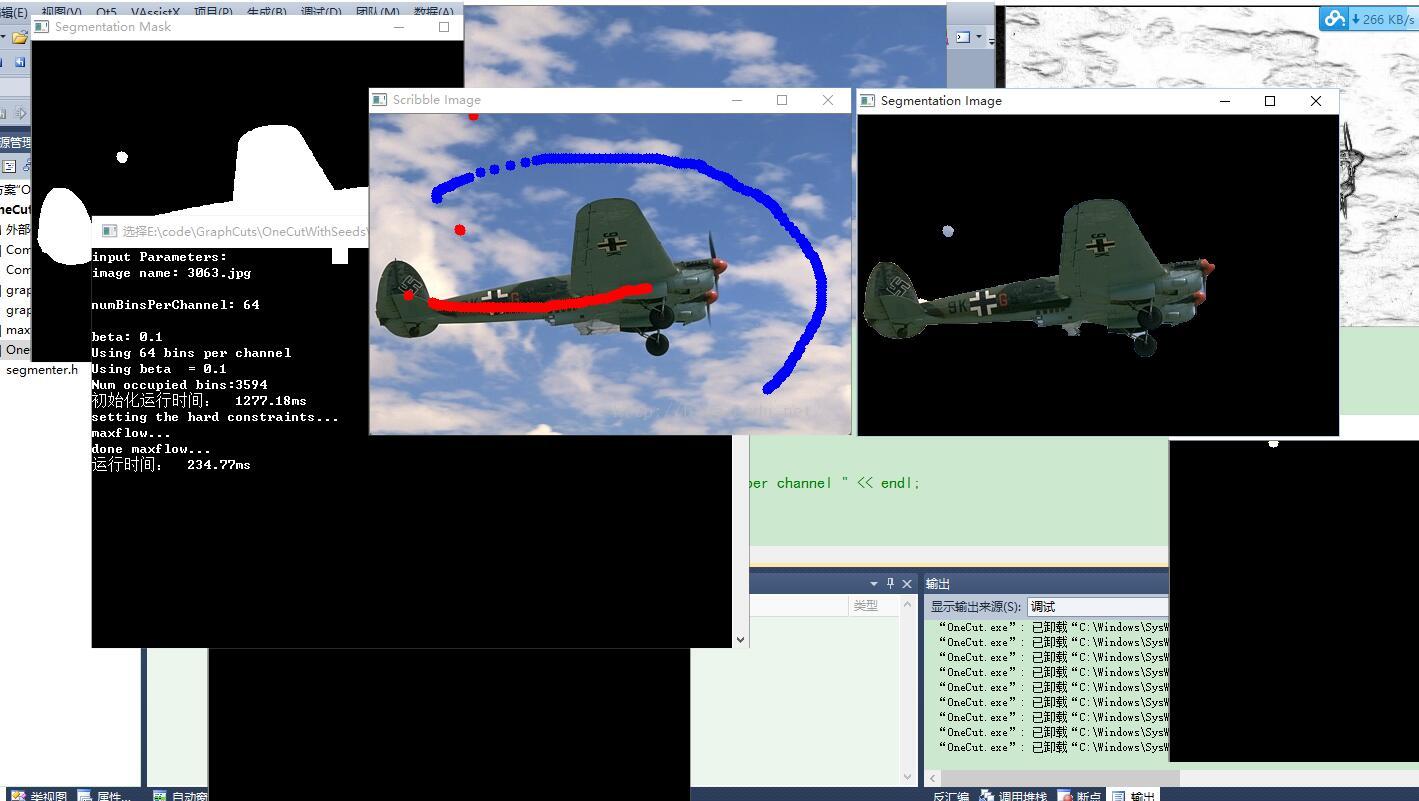 编辑(E) 视图(V) Qt5 VAssistX 项目(P) 生成(B) 调试(D) 团队(M) 数据(A)
Segmentation Mask
266 KB/s
Scribble Image
Segmentation Image
源管理
方案"O
neCut
外部
Com
Com
grap
grap
max
One
segmenter.h
选择E:\code\GraphCuts\OneCutWithSeeds\
input Parameters:
image name: 3063.jpg
numBinsPerChannel: 64
beta: 0.1
Using 64 bins per channel
Using beta = 0.1
Num occupied bins:3594
初始化运行时间： 1277.18ms
setting the hard constraints...
maxflow...
done maxflow...
运行时间： 234.77ms
9K
G
per channel " << endl;
类型
输出
显示输出来源(S): 调试
“OneCut.exe”: 已卸载“C:\Windows\SysW
“OneCut.exe”: 已卸载“C:\Windows\SysW
“OneCut.exe”: 已卸载“C:\Windows\SysW
“OneCut.exe”: 已卸载“C:\Windows\SysW
“OneCut.exe”: 已卸载“C:\Windows\SysW
“OneCut.exe”: 已卸载“C:\Windows\SysW
“OneCut.exe”: 已卸载“C:\Windows\SysW
“OneCut.exe”: 已卸载“C:\Windows\SysW
“OneCut.exe”: 已卸载“C:\Windows\SysW
类视图 属性... 自动窗
反汇编 调用堆栈 断点 输出